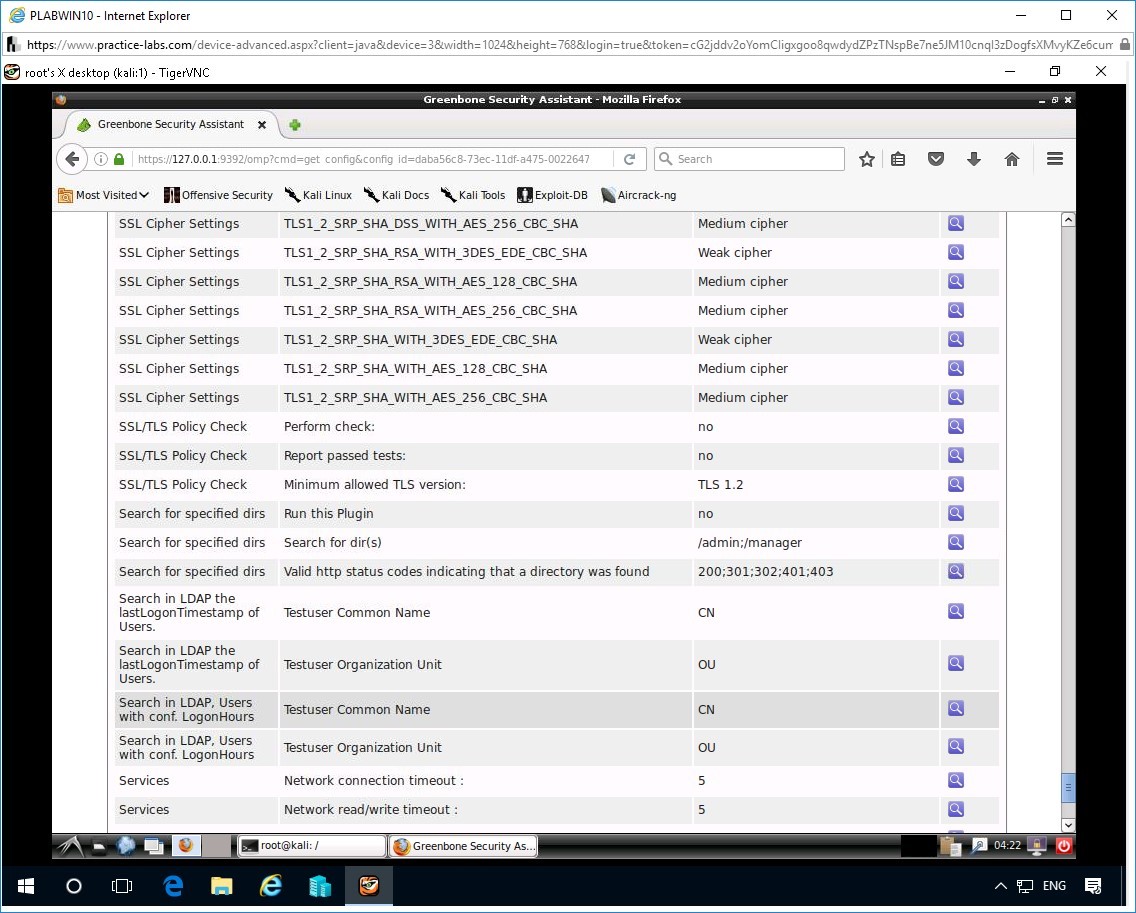 PLABWIN10 - Internet Explorer
https://www.practice-labs.com/device-advanced.aspx?client=java&device=3&width=1024&height=768&login=true&token=cG2jddv2oYomCligxgoo8qwdydZPzTNspBe7ne5JM10cnql3zDogfsXMvyKZe6cum
root's X desktop (kali:1) - TigerVNC
Greenbone Security Assistant - Mozilla Firefox
Greenbone Security Assistant
https://127.0.0.1:9392/omp?cmd=get_config&config_id=daba56c8-73ec-11df-a475-0022647
Search
Most Visited Offensive Security Kali Linux Kali Docs Kali Tools Exploit-DB Aircrack-ng
SSL Cipher Settings TLS1_2_SRP_SHA_DSS_WITH_AES_256_CBC_SHA Medium cipher
SSL Cipher Settings TLS1_2_SRP_SHA_RSA_WITH_3DES_EDE_CBC_SHA Weak cipher
SSL Cipher Settings TLS1_2_SRP_SHA_RSA_WITH_AES_128_CBC_SHA Medium cipher
SSL Cipher Settings TLS1_2_SRP_SHA_RSA_WITH_AES_256_CBC_SHA Medium cipher
SSL Cipher Settings TLS1_2_SRP_SHA_WITH_3DES_EDE_CBC_SHA Weak cipher
SSL Cipher Settings TLS1_2_SRP_SHA_WITH_AES_128_CBC_SHA Medium cipher
SSL Cipher Settings TLS1_2_SRP_SHA_WITH_AES_256_CBC_SHA Medium cipher
SSL/TLS Policy Check Perform check: no
SSL/TLS Policy Check Report passed tests: no
SSL/TLS Policy Check Minimum allowed TLS version: TLS 1.2
Search for specified dirs Run this Plugin no
Search for specified dirs Search for dir(s) /admin;/manager
Search for specified dirs Valid http status codes indicating that a directory was found 200;301;302;401;403
Search in LDAP the
lastLogonTimestamp of
Users.
Testuser Common Name CN
Search in LDAP the
lastLogonTimestamp of
Users.
Testuser Organization Unit OU
Search in LDAP, Users
with conf. LogonHours
Testuser Common Name CN
Search in LDAP, Users
with conf. LogonHours
Testuser Organization Unit OU
Services Network connection timeout : 5
Services Network read/write timeout : 5
root@kali: / Greenbone Security As... 04:22
ENG